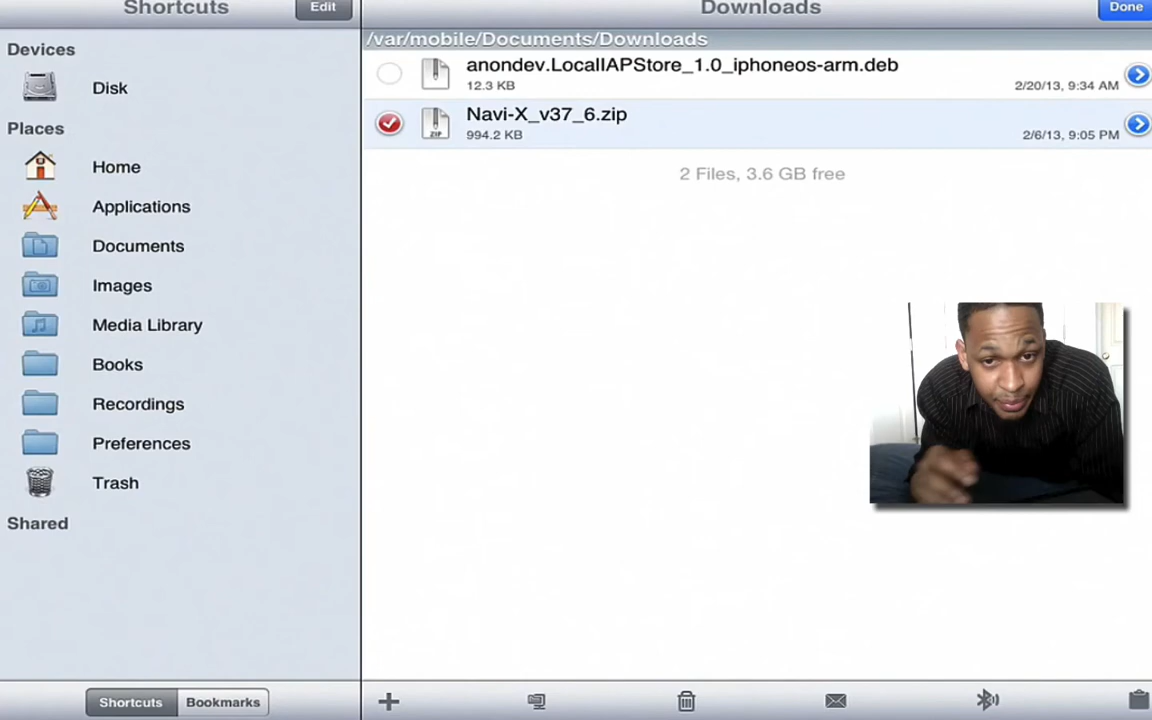 Shortcuts
Edit
Downloads
Done
/var/mobile/Documents/Downloads
Devices
Disk
Places
Home
Applications
Documents
Images
Media Library
Books
Recordings
Preferences
Trash
Shared
anondev.LocalIAPStore_1.0_iphoneos-arm.deb
12.3 KB
2/20/13, 9:34 AM
Navi-X_v37_6.zip
994.2 KB
2/6/13, 9:05 PM
ZIP
2 Files, 3.6 GB free
Shortcuts
Bookmarks